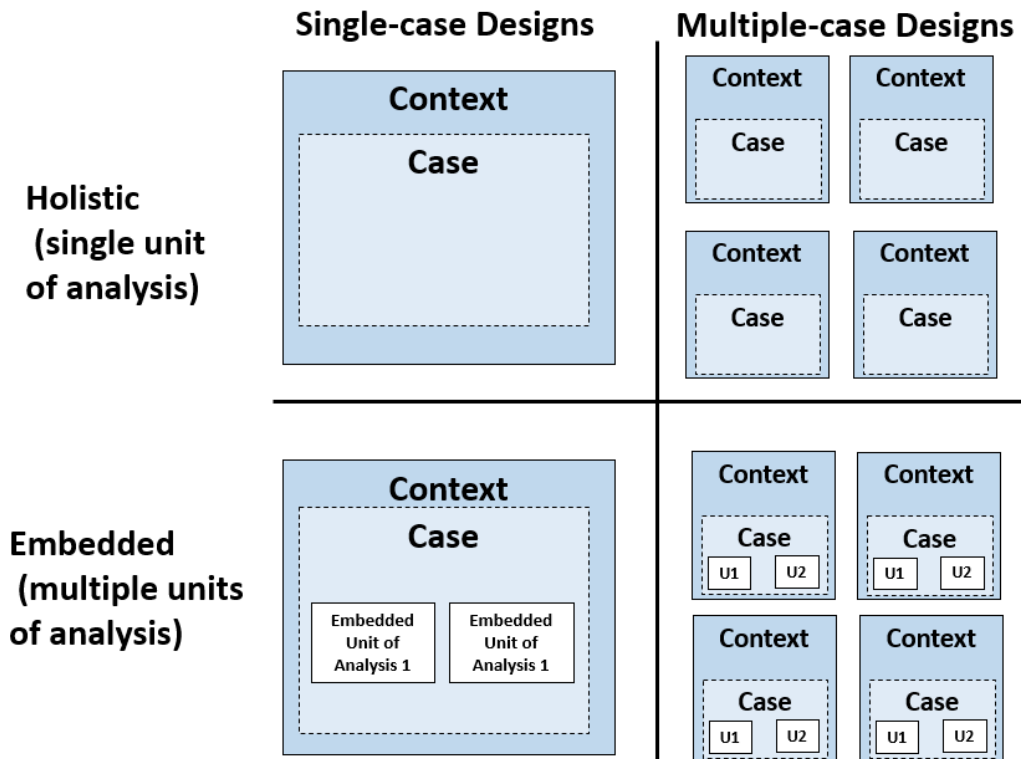 Single-case Designs
Multiple-case Designs
Holistic
(single unit
of analysis)
Context
Case
Context
Case
Context
Case
Context
Case
Context
Case
Embedded
(multiple units
of analysis)
Context
Case
Embedded
Unit of
Analysis 1
Embedded
Unit of
Analysis 1
Context
Case
U1 U2
Context
Case
U1 U2
Context
Case
U1 U2
Context
Case
U1 U2